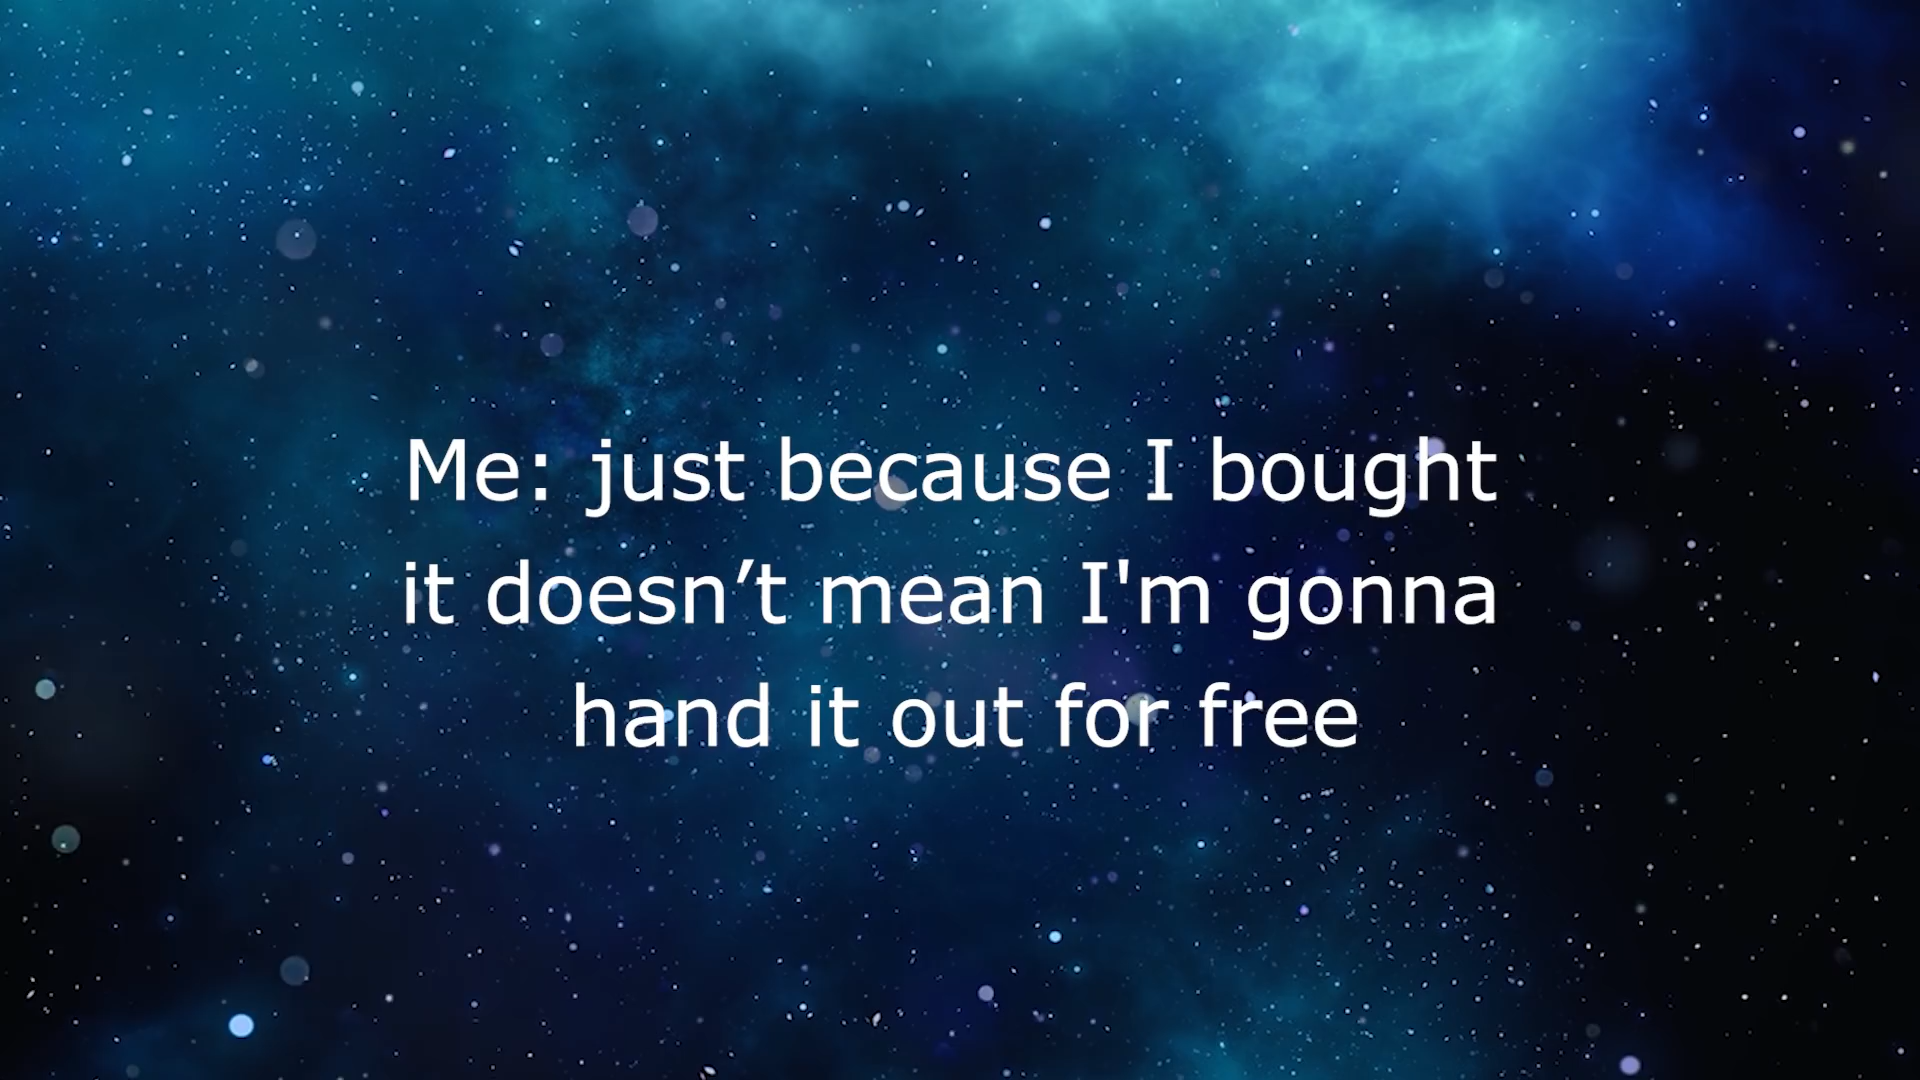 Me: just because I bought
it doesn’t mean I'm gonna
hand it out for free